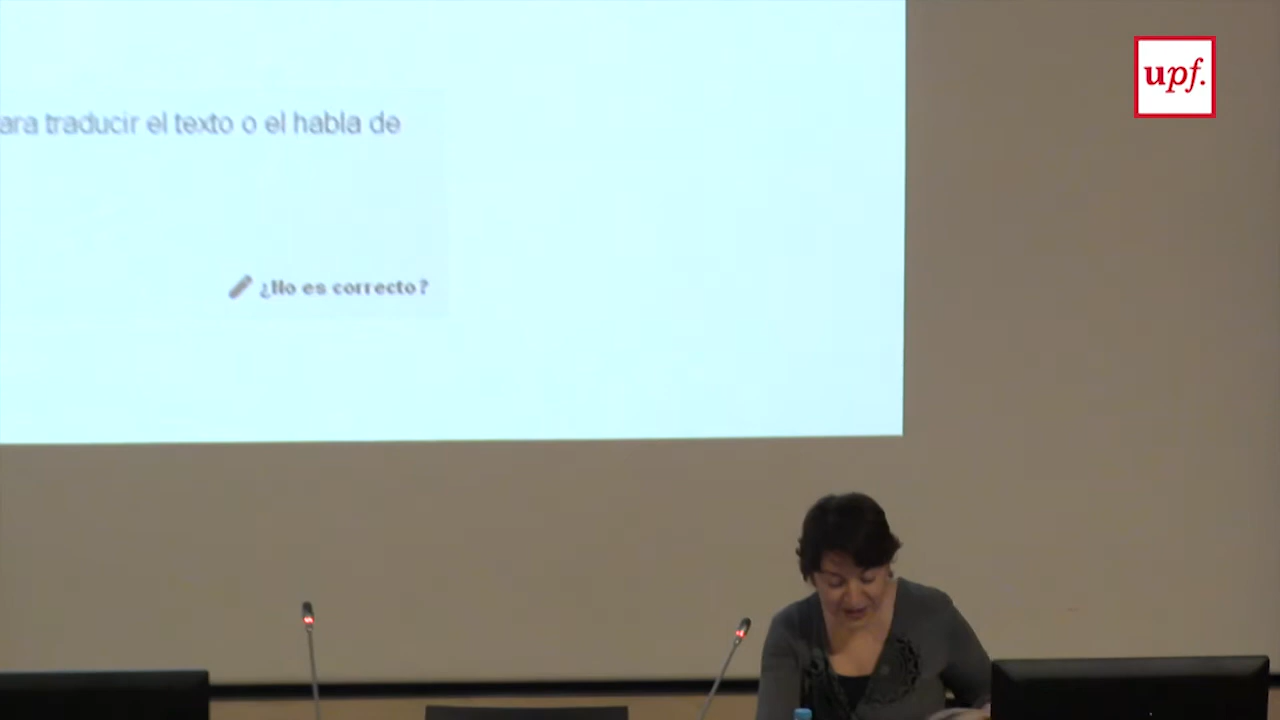 upf.
ara traducir el texto o el habla de
¿No es correcto?